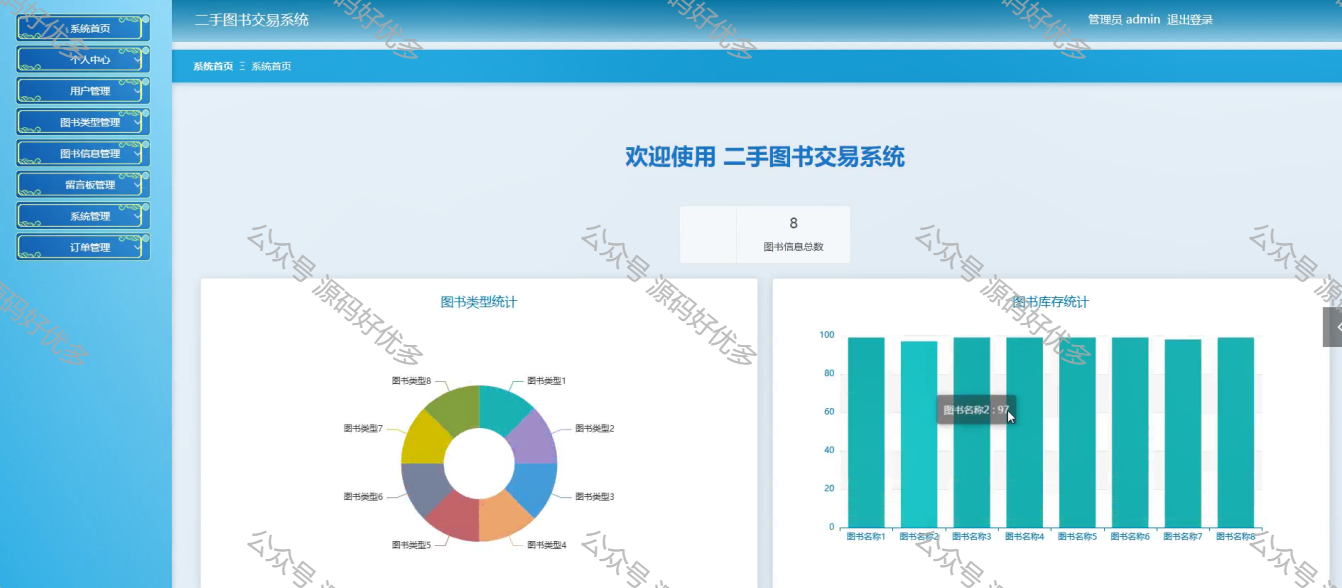 二手图书交易系统
管理员 admin 退出登录
系统首页
个人中心
用户管理
图书类型管理
图书信息管理
留言板管理
系统管理
订单管理
系统首页 Ξ 系统首页
欢迎使用 二手图书交易系统
8
图书信息总数
图书类型统计
图书类型8
图书类型1
图书类型7
图书类型2
图书类型6
图书类型3
图书类型5
图书类型4
图书库存统计
100
80
60
40
20
0
图书名称2 : 97
图书名称1
图书名称2
图书名称3
图书名称4
图书名称5
图书名称6
图书名称7
图书名称8
公众号 源码好优多
公众号 源码好优多
公众号 源码好优多
公众号 源
源码好优多
码好优多
码好优多
码好优多
公众号
公众号
公众号
公众号